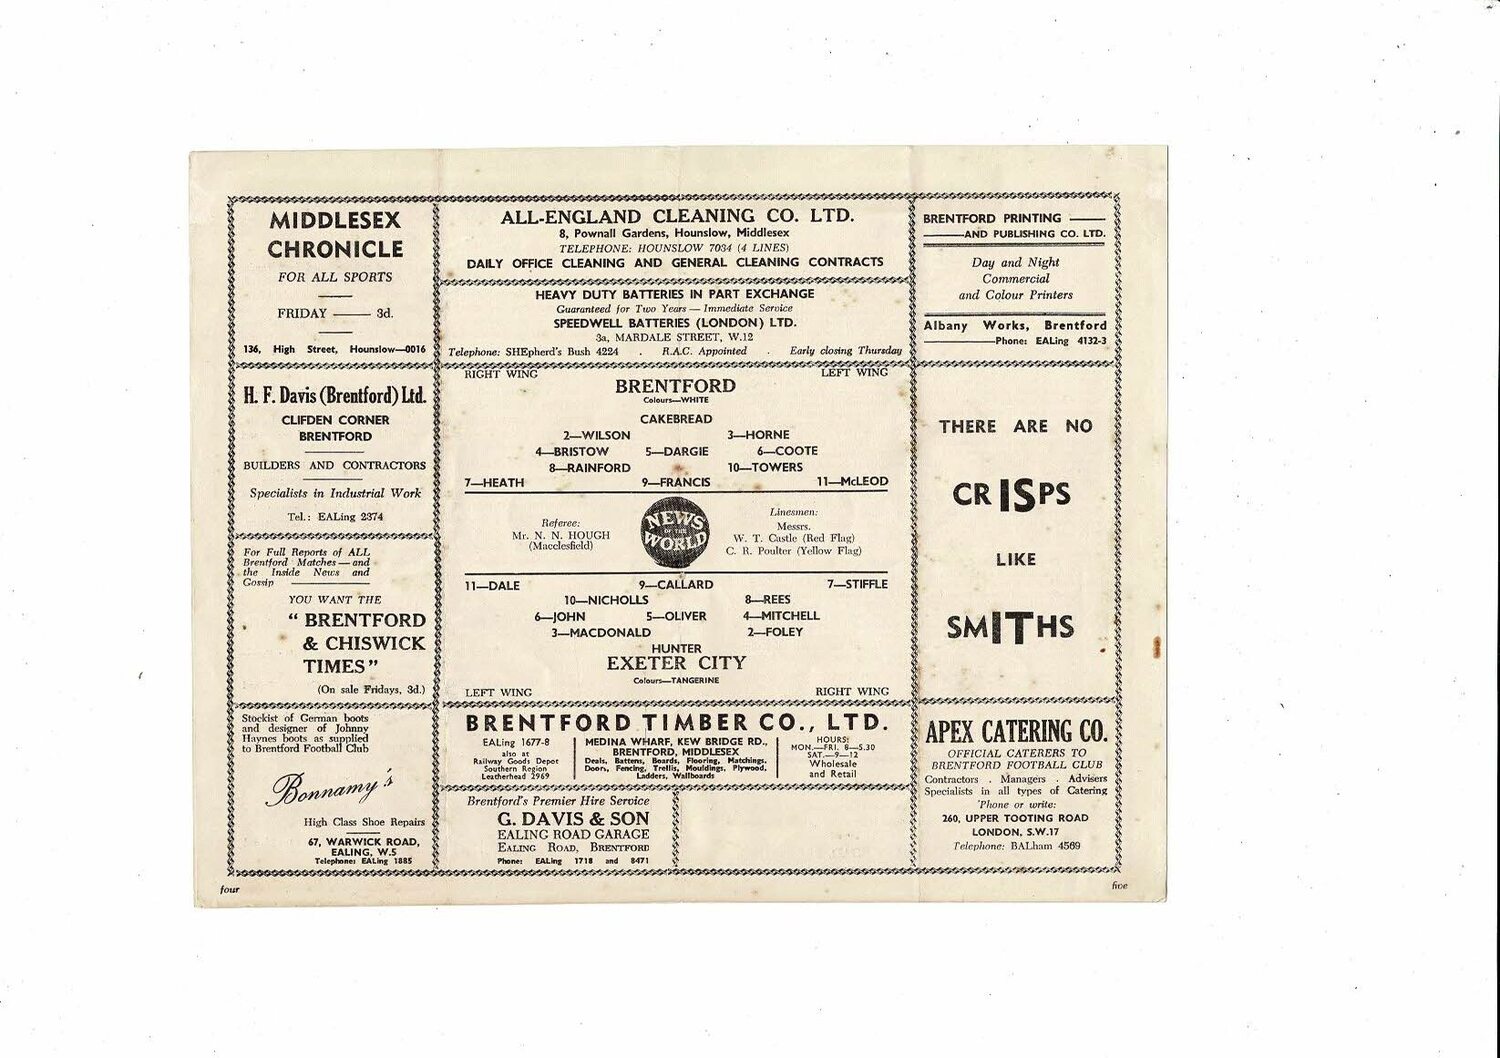 MIDDLESEX
CHRONICLE
FOR ALL SPORTS
FRIDAY —— 3d.
136, High Street, Hounslow—0016
H. F. Davis (Brentford) Ltd.
CLIFDEN CORNER
BRENTFORD
BUILDERS AND CONTRACTORS
Specialists in Industrial Work
Tel.: EALing 2374
For Full Reports of ALL
Brentford Matches — and
the Inside News and
Gossip
YOU WANT THE
“ BRENTFORD
& CHISWICK
TIMES ”
(On sale Fridays, 3d.)
Stockist of German boots
and designer of Johnny
Haynes boots as supplied
to Brentford Football Club
Bonnamy's
High Class Shoe Repairs
67, WARWICK ROAD,
EALING, W.5
Telephone: EALing 1885
four
ALL-ENGLAND CLEANING CO. LTD.
8, Pownall Gardens, Hounslow, Middlesex
TELEPHONE: HOUNSLOW 7034 (4 LINES)
DAILY OFFICE CLEANING AND GENERAL CLEANING CONTRACTS
HEAVY DUTY BATTERIES IN PART EXCHANGE
Guaranteed for Two Years — Immediate Service
SPEEDWELL BATTERIES (LONDON) LTD.
3a, MARDALE STREET, W.12
Telephone: SHEpherd's Bush 4224 . R.A.C. Appointed . Early closing Thursday
RIGHT WING LEFT WING
BRENTFORD
Colours—WHITE
CAKEBREAD
2—WILSON 3—HORNE
4—BRISTOW 5—DARGIE 6—COOTE
8—RAINFORD 10—TOWERS
7—HEATH 9—FRANCIS 11—McLEOD
Referee:
Mr. N. N. HOUGH
(Macclesfield)
NEWS
OF THE
WORLD
Linesmen:
Messrs.
W. T. Castle (Red Flag)
C. R. Poulter (Yellow Flag)
11—DALE 9—CALLARD 7—STIFFLE
10—NICHOLLS 8—REES
6—JOHN 5—OLIVER 4—MITCHELL
3—MACDONALD 2—FOLEY
HUNTER
EXETER CITY
Colours—TANGERINE
LEFT WING RIGHT WING
BRENTFORD TIMBER CO., LTD.
EALing 1677-8
also at
Railway Goods Depot
Southern Region
Leatherhead 2969
MEDINA WHARF, KEW BRIDGE RD.,
BRENTFORD, MIDDLESEX
Deals, Battens, Boards, Flooring, Matchings,
Doors, Fencing, Trellis, Mouldings, Plywood,
Ladders, Wallboards
HOURS:
MON.—FRI. 8—5.30
SAT.—9—12
Wholesale
and Retail
Brentford's Premier Hire Service
G. DAVIS & SON
EALING ROAD GARAGE
EALING ROAD, BRENTFORD
Phone: EALing 1718 and 8471
BRENTFORD PRINTING ——
——AND PUBLISHING CO. LTD.
Day and Night
Commercial
and Colour Printers
Albany Works, Brentford
——Phone: EALing 4132-3
THERE ARE NO
CRISPS
LIKE
SMITHS
APEX CATERING CO.
OFFICIAL CATERERS TO
BRENTFORD FOOTBALL CLUB
Contractors . Managers . Advisers
Specialists in all types of Catering
'Phone or write:
260, UPPER TOOTING ROAD
LONDON, S.W.17
Telephone: BALham 4569
five